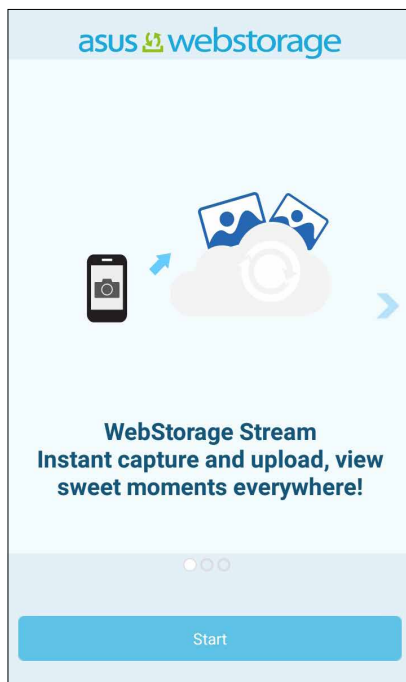 asus webstorage
WebStorage Stream
Instant capture and upload, view
sweet moments everywhere!
Start